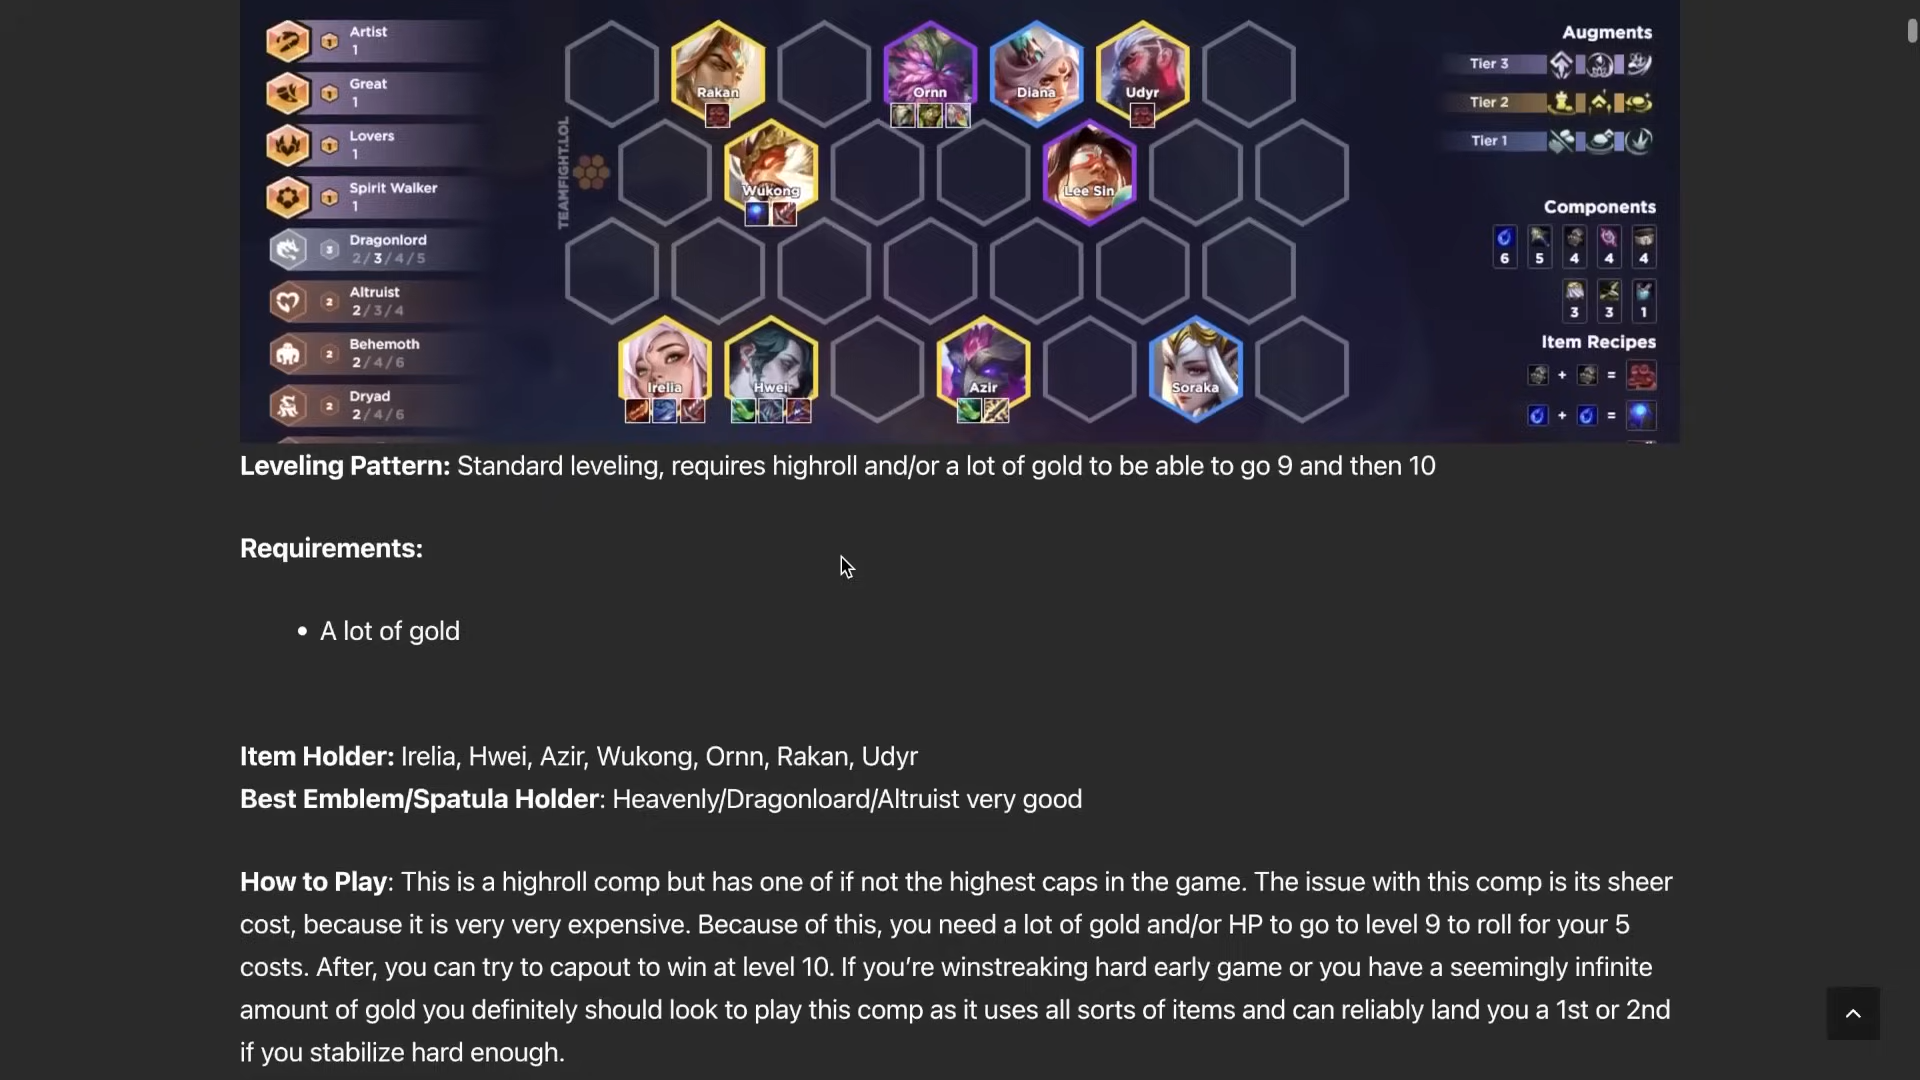 Artist
1
Great
1
Lovers
1
Spirit Walker
1
Dragonlord
3
2 / 3 / 4 / 5
Altruist
2
2 / 3 / 4
Behemoth
2
2 / 4 / 6
Dryad
2
2 / 4 / 6
TEAMFIGHT.LOL
Rakan
Ornn
Diana
Udyr
Wukong
Lee Sin
Irelia
Hwei
Azir
Soraka
Augments
Tier 3
Tier 2
Tier 1
Components
6 5 4 4 4
3 3 1
Item Recipes
+ =
+ =
Leveling Pattern: Standard leveling, requires highroll and/or a lot of gold to be able to go 9 and then 10
Requirements:
• A lot of gold
Item Holder: Irelia, Hwei, Azir, Wukong, Ornn, Rakan, Udyr
Best Emblem/Spatula Holder: Heavenly/Dragonloard/Altruist very good
How to Play: This is a highroll comp but has one of if not the highest caps in the game. The issue with this comp is its sheer
cost, because it is very very expensive. Because of this, you need a lot of gold and/or HP to go to level 9 to roll for your 5
costs. After, you can try to capout to win at level 10. If you’re winstreaking hard early game or you have a seemingly infinite
amount of gold you definitely should look to play this comp as it uses all sorts of items and can reliably land you a 1st or 2nd
if you stabilize hard enough.